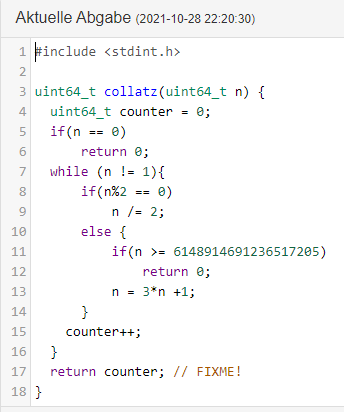 Aktuelle Abgabe (2021-10-28 22:20:30)
1 #include <stdint.h>
2
3 uint64_t collatz(uint64_t n) {
4   uint64_t counter = 0;
5   if(n == 0)
6       return 0;
7   while (n != 1){
8       if(n%2 == 0)
9           n /= 2;
10       else {
11           if(n >= 6148914691236517205)
12               return 0;
13           n = 3*n +1;
14       }
15     counter++;
16   }
17   return counter; // FIXME!
18 }